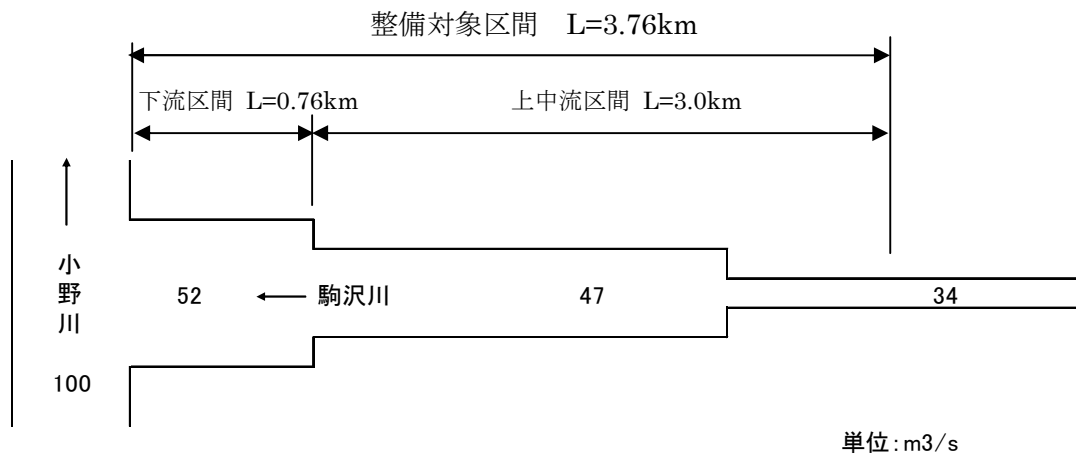 整備対象区間　L=3.76km
下流区間 L=0.76km
上中流区間 L=3.0km
小野川
52
駒沢川
47
34
100
単位:m3/s